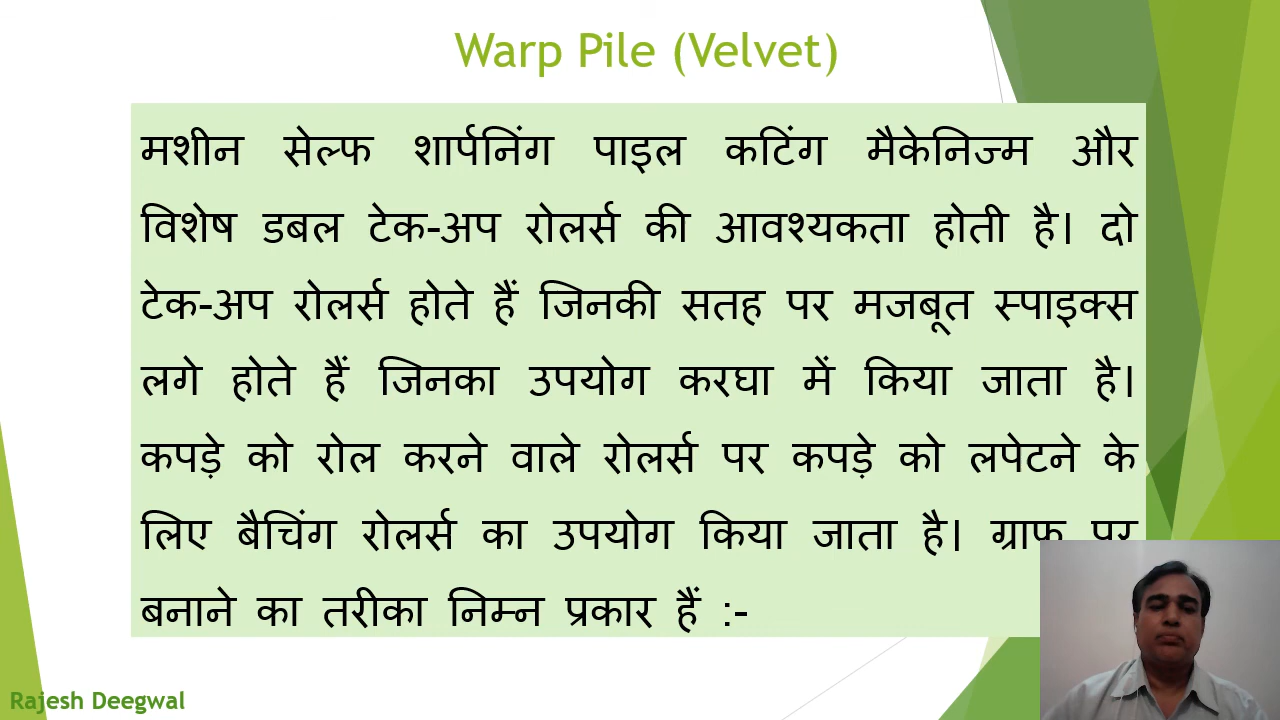 Warp Pile (Velvet)
मशीन सेल्फ शार्पनिंग पाइल कटिंग मैकेनिज्म और
विशेष डबल टेक-अप रोलर्स की आवश्यकता होती है। दो
टेक-अप रोलर्स होते हैं जिनकी सतह पर मजबूत स्पाइक्स
लगे होते हैं जिनका उपयोग करघा में किया जाता है।
कपड़े को रोल करने वाले रोलर्स पर कपड़े को लपेटने के
लिए बैचिंग रोलर्स का उपयोग किया जाता है। ग्राफ पर
बनाने का तरीका निम्न प्रकार हैं :-
Rajesh Deegwal